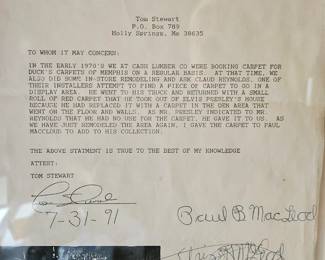 Tom Stewart
P.O. Box 789
Holly Springs, Ms 38635
TO WHOM IT MAY CONCERN:
IN THE EARLY 1970'S WE AT CASH LUMBER CO WERE BOOKING CARPET FOR
DUCK'S CARPETS OF MEMPHIS ON A REGULAR BASIS. AT THAT TIME, WE
ALSO DID SOME IN-STORE REMODELING AND ASK CLAUD REYNOLDS, ONE OF
THEIR INSTALLERS ATTEMPT TO FIND A PIECE OF CARPET TO GO IN A
DISPLAY AREA. HE WENT TO HIS TRUCK AND RETURNED WITH A SMALL
ROLL OF RED CARPET THAT HE TOOK OUT OF ELVIS PRESLEY'S HOUSE
BECAUSE HE HAD REPLACED IT WITH A CARPET IN THE DEN AREA THAT
WENT ON THE FLOOR AND WALLS. AS MR. PRESLEY INDICATED TO MR.
REYNOLDS THAT HE HAD NO USE FOR THE CARPET, HE GAVE IT TO US. AS
WE HAVE JUST REMODELED THE AREA AGAIN, I GAVE THE CARPET TO PAUL
MACCLOUD TO ADD TO HIS COLLECTION.
THE ABOVE STATMENT IS TRUE TO THE BEST OF MY KNOWLEDGE
ATTEST:
TOM STEWART
7-31-91
Paul B MacLeod